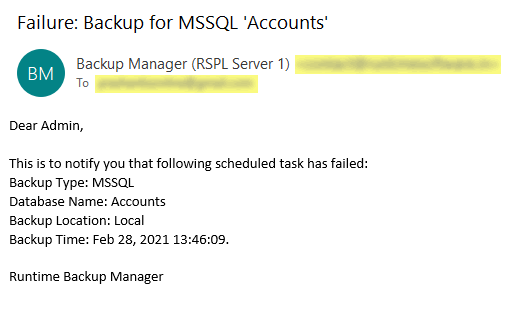 Failure: Backup for MSSQL 'Accounts'
BM
Backup Manager (RSPL Server 1)
To
Dear Admin,
This is to notify you that following scheduled task has failed:
Backup Type: MSSQL
Database Name: Accounts
Backup Location: Local
Backup Time: Feb 28, 2021 13:46:09.
Runtime Backup Manager